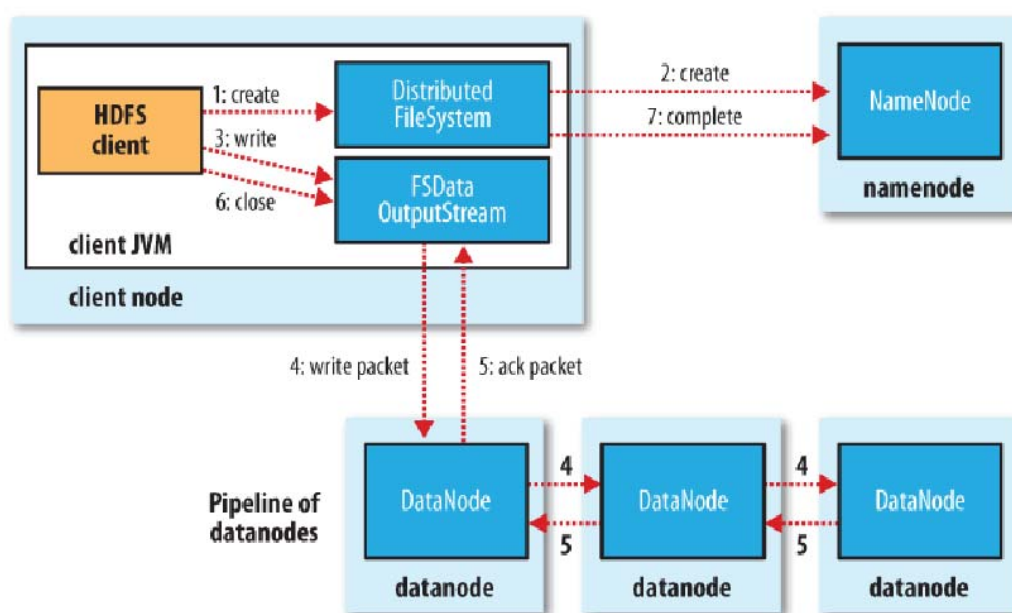 1: create
HDFS
client
3: write
6: close
Distributed
FileSystem
FSData
OutputStream
client JVM
client node
2: create
7: complete
NameNode
namenode
4: write packet
5: ack packet
Pipeline of
datanodes
DataNode
datanode
4
5
DataNode
datanode
4
5
DataNode
datanode